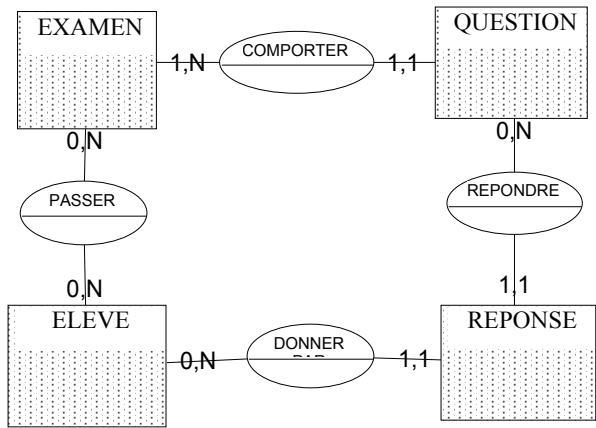 EXAMEN
QUESTION
COMPORTER
1,N
1,1
0,N
0,N
PASSER
REPONDRE
0,N
1,1
ELEVE
REPONSE
DONNER
0,N
1,1